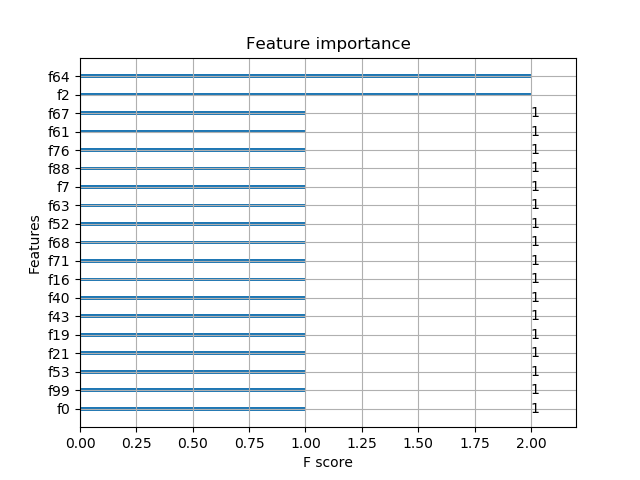 Feature importance
Features
f64
f2
f67 1
f61 1
f76 1
f88 1
f7 1
f63 1
f52 1
f68 1
f71 1
f16 1
f40 1
f43 1
f19 1
f21 1
f53 1
f99 1
f0 1
0.00 0.25 0.50 0.75 1.00 1.25 1.50 1.75 2.00
F score